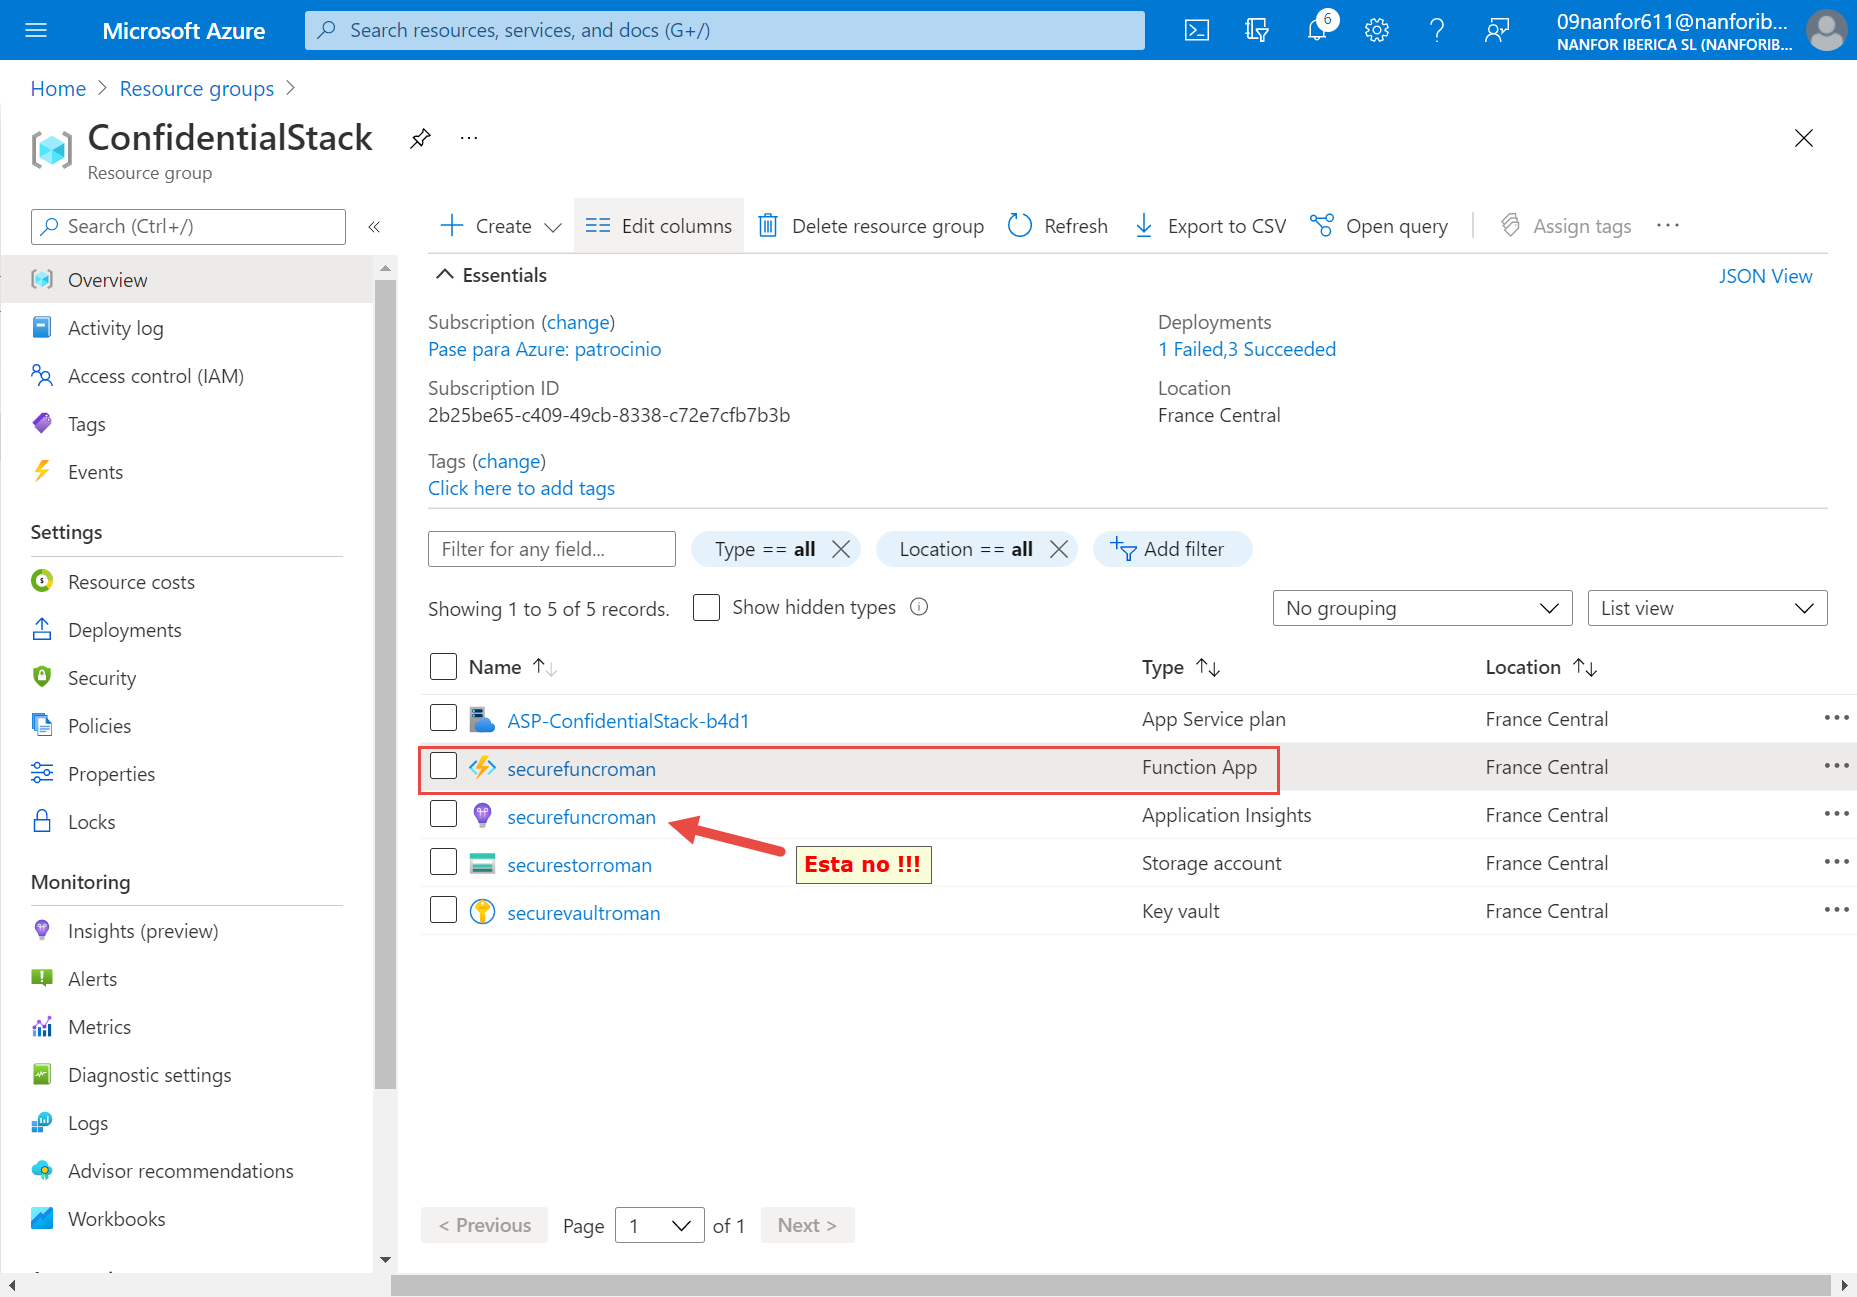 Microsoft Azure
Search resources, services, and docs (G+/)
6
09nanfor611@nanforib...
NANFOR IBERICA SL (NANFORIB...
Home > Resource groups >
ConfidentialStack
Resource group
Search (Ctrl+/)
Create
Edit columns
Delete resource group
Refresh
Export to CSV
Open query
Assign tags
Overview
Activity log
Access control (IAM)
Tags
Events
Settings
Resource costs
Deployments
Security
Policies
Properties
Locks
Monitoring
Insights (preview)
Alerts
Metrics
Diagnostic settings
Logs
Advisor recommendations
Workbooks
Essentials
JSON View
Subscription (change)
Pase para Azure: patrocinio
Subscription ID
2b25be65-c409-49cb-8338-c72e7cfb7b3b
Deployments
1 Failed,3 Succeeded
Location
France Central
Tags (change)
Click here to add tags
Filter for any field...
Type == all
Location == all
Add filter
Showing 1 to 5 of 5 records.
Show hidden types
No grouping
List view
Name Type Location
ASP-ConfidentialStack-b4d1 App Service plan France Central
securefuncroman Function App France Central
securefuncroman Application Insights France Central
Esta no !!!
securestorroman Storage account France Central
securevaultroman Key vault France Central
< Previous Page 1 of 1 Next >